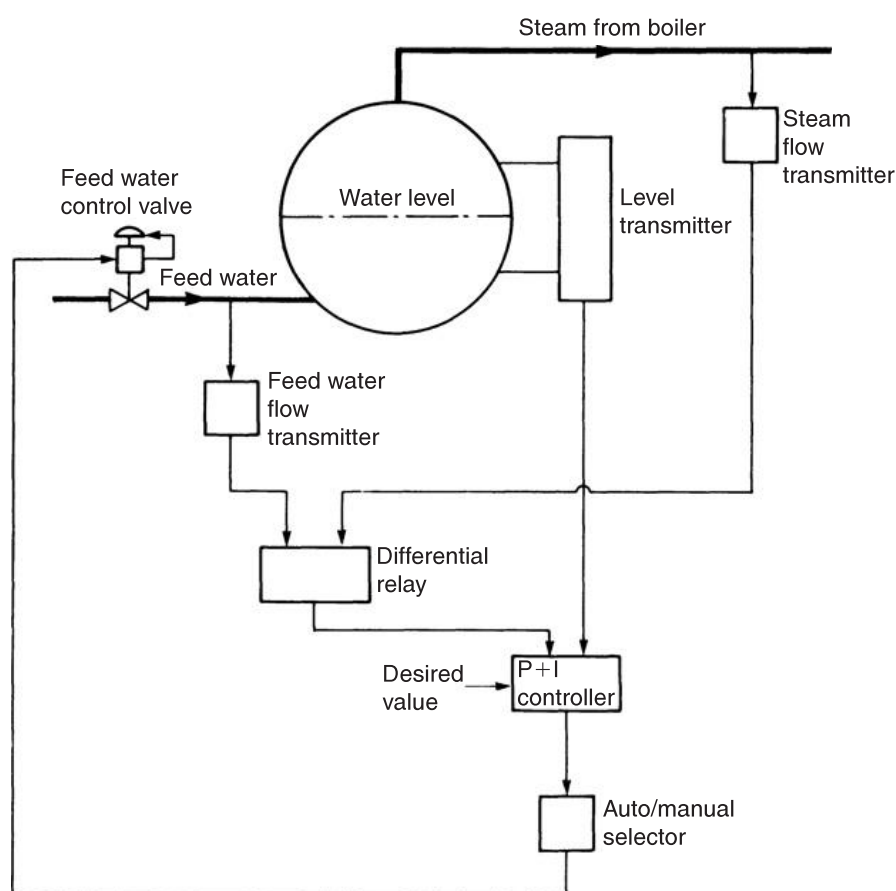 Steam from boiler
Steam
flow
transmitter
Feed water
control valve
Water level
Level
transmitter
Feed water
Feed water
flow
transmitter
Differential
relay
Desired
value
P+I
controller
Auto/manual
selector